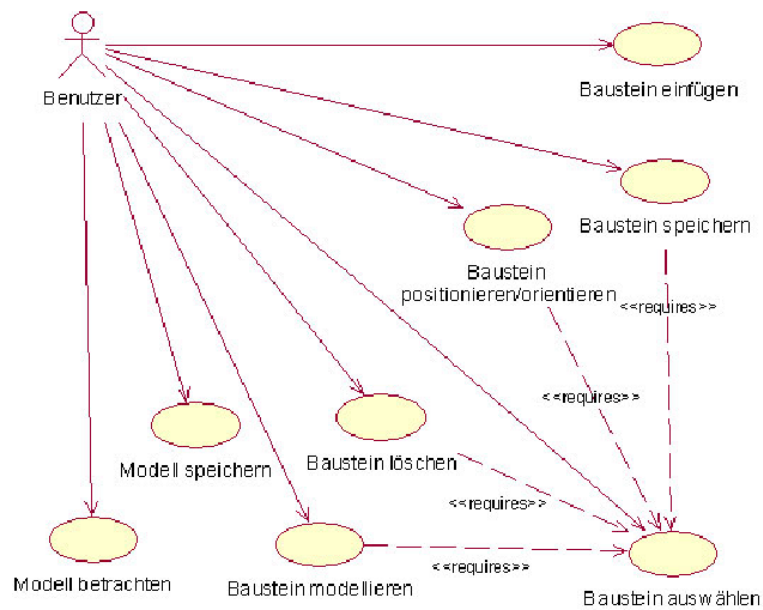 Baustein einfügen
Benutzer
Baustein speichern
Baustein
positionieren/orientieren
<<requires>>
<<requires>>
Modell speichern
Baustein löschen
<<requires>>
<<requires>>
Modell betrachten
Baustein modellieren
Baustein auswählen